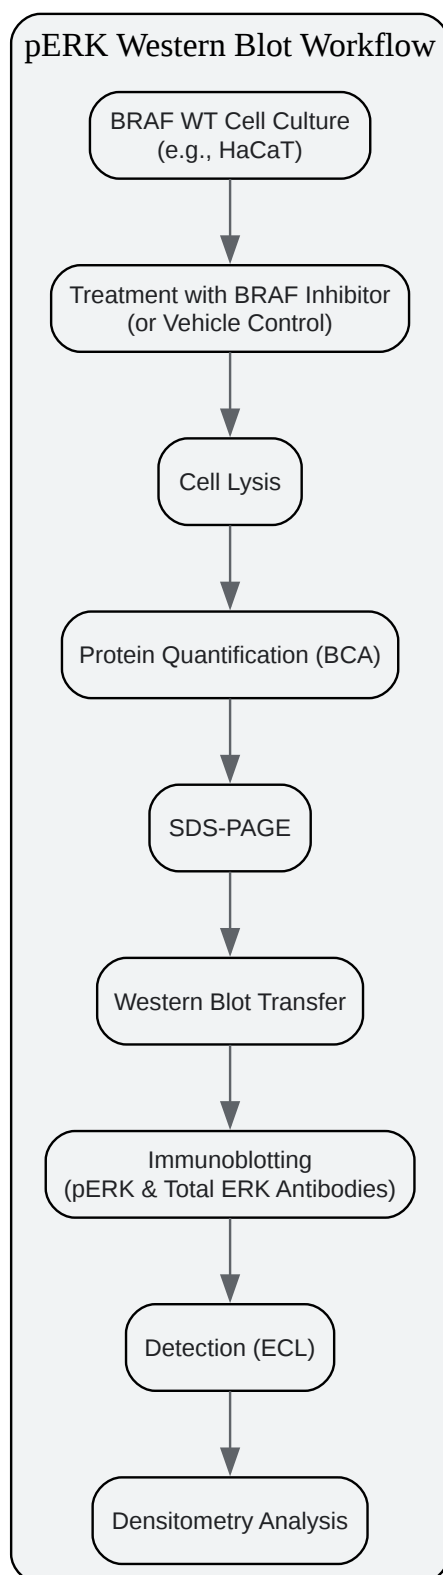 pERK Western Blot Workflow
BRAF WT Cell Culture
(e.g., HaCaT)
Treatment with BRAF Inhibitor
(or Vehicle Control)
Cell Lysis
Protein Quantification (BCA)
SDS-PAGE
Western Blot Transfer
Immunoblotting
(pERK & Total ERK Antibodies)
Detection (ECL)
Densitometry Analysis